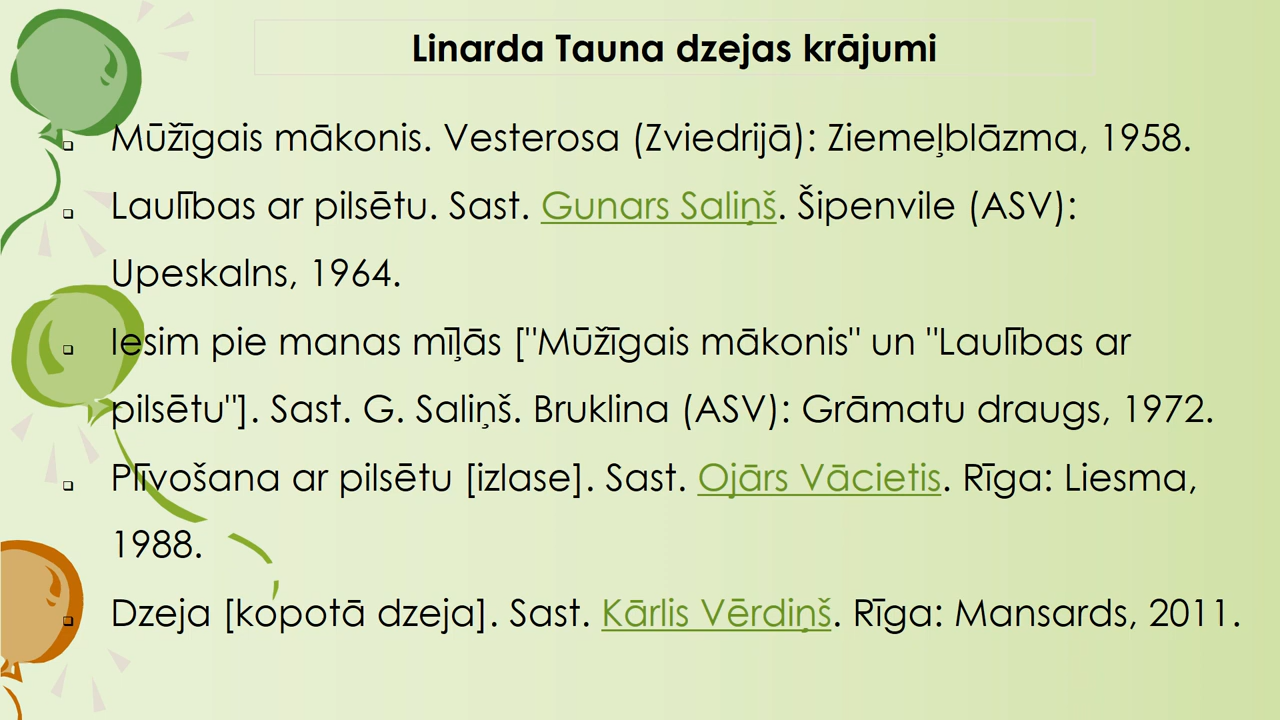 Linarda Tauna dzejas krājumi
Mūžīgais mākonis. Vesterosa (Zviedrijā): Ziemeļblāzma, 1958.
Laulības ar pilsētu. Sast. Gunars Saliņš. Šipenvile (ASV):
Upeskalns, 1964.
Iesim pie manas mīļās ["Mūžīgais mākonis" un "Laulības ar
pilsētu"]. Sast. G. Saliņš. Bruklina (ASV): Grāmatu draugs, 1972.
Plīvošana ar pilsētu [izlase]. Sast. Ojārs Vācietis. Rīga: Liesma,
1988.
Dzeja [kopotā dzeja]. Sast. Kārlis Vērdiņš. Rīga: Mansards, 2011.